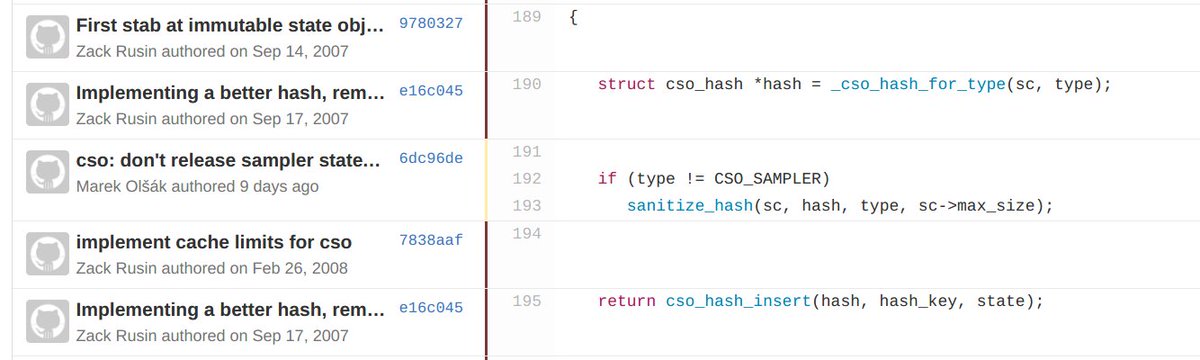 First stab at immutable state obj… 9780327 189 {
Zack Rusin authored on Sep 14, 2007
Implementing a better hash, rem… e16c045 190 struct cso_hash *hash = _cso_hash_for_type(sc, type);
Zack Rusin authored on Sep 17, 2007
191
cso: don't release sampler state… 6dc96de 192 if (type != CSO_SAMPLER)
Marek Olšák authored 9 days ago 193 sanitize_hash(sc, hash, type, sc->max_size);
implement cache limits for cso 7838aaf 194
Zack Rusin authored on Feb 26, 2008
Implementing a better hash, rem… e16c045 195 return cso_hash_insert(hash, hash_key, state);
Zack Rusin authored on Sep 17, 2007